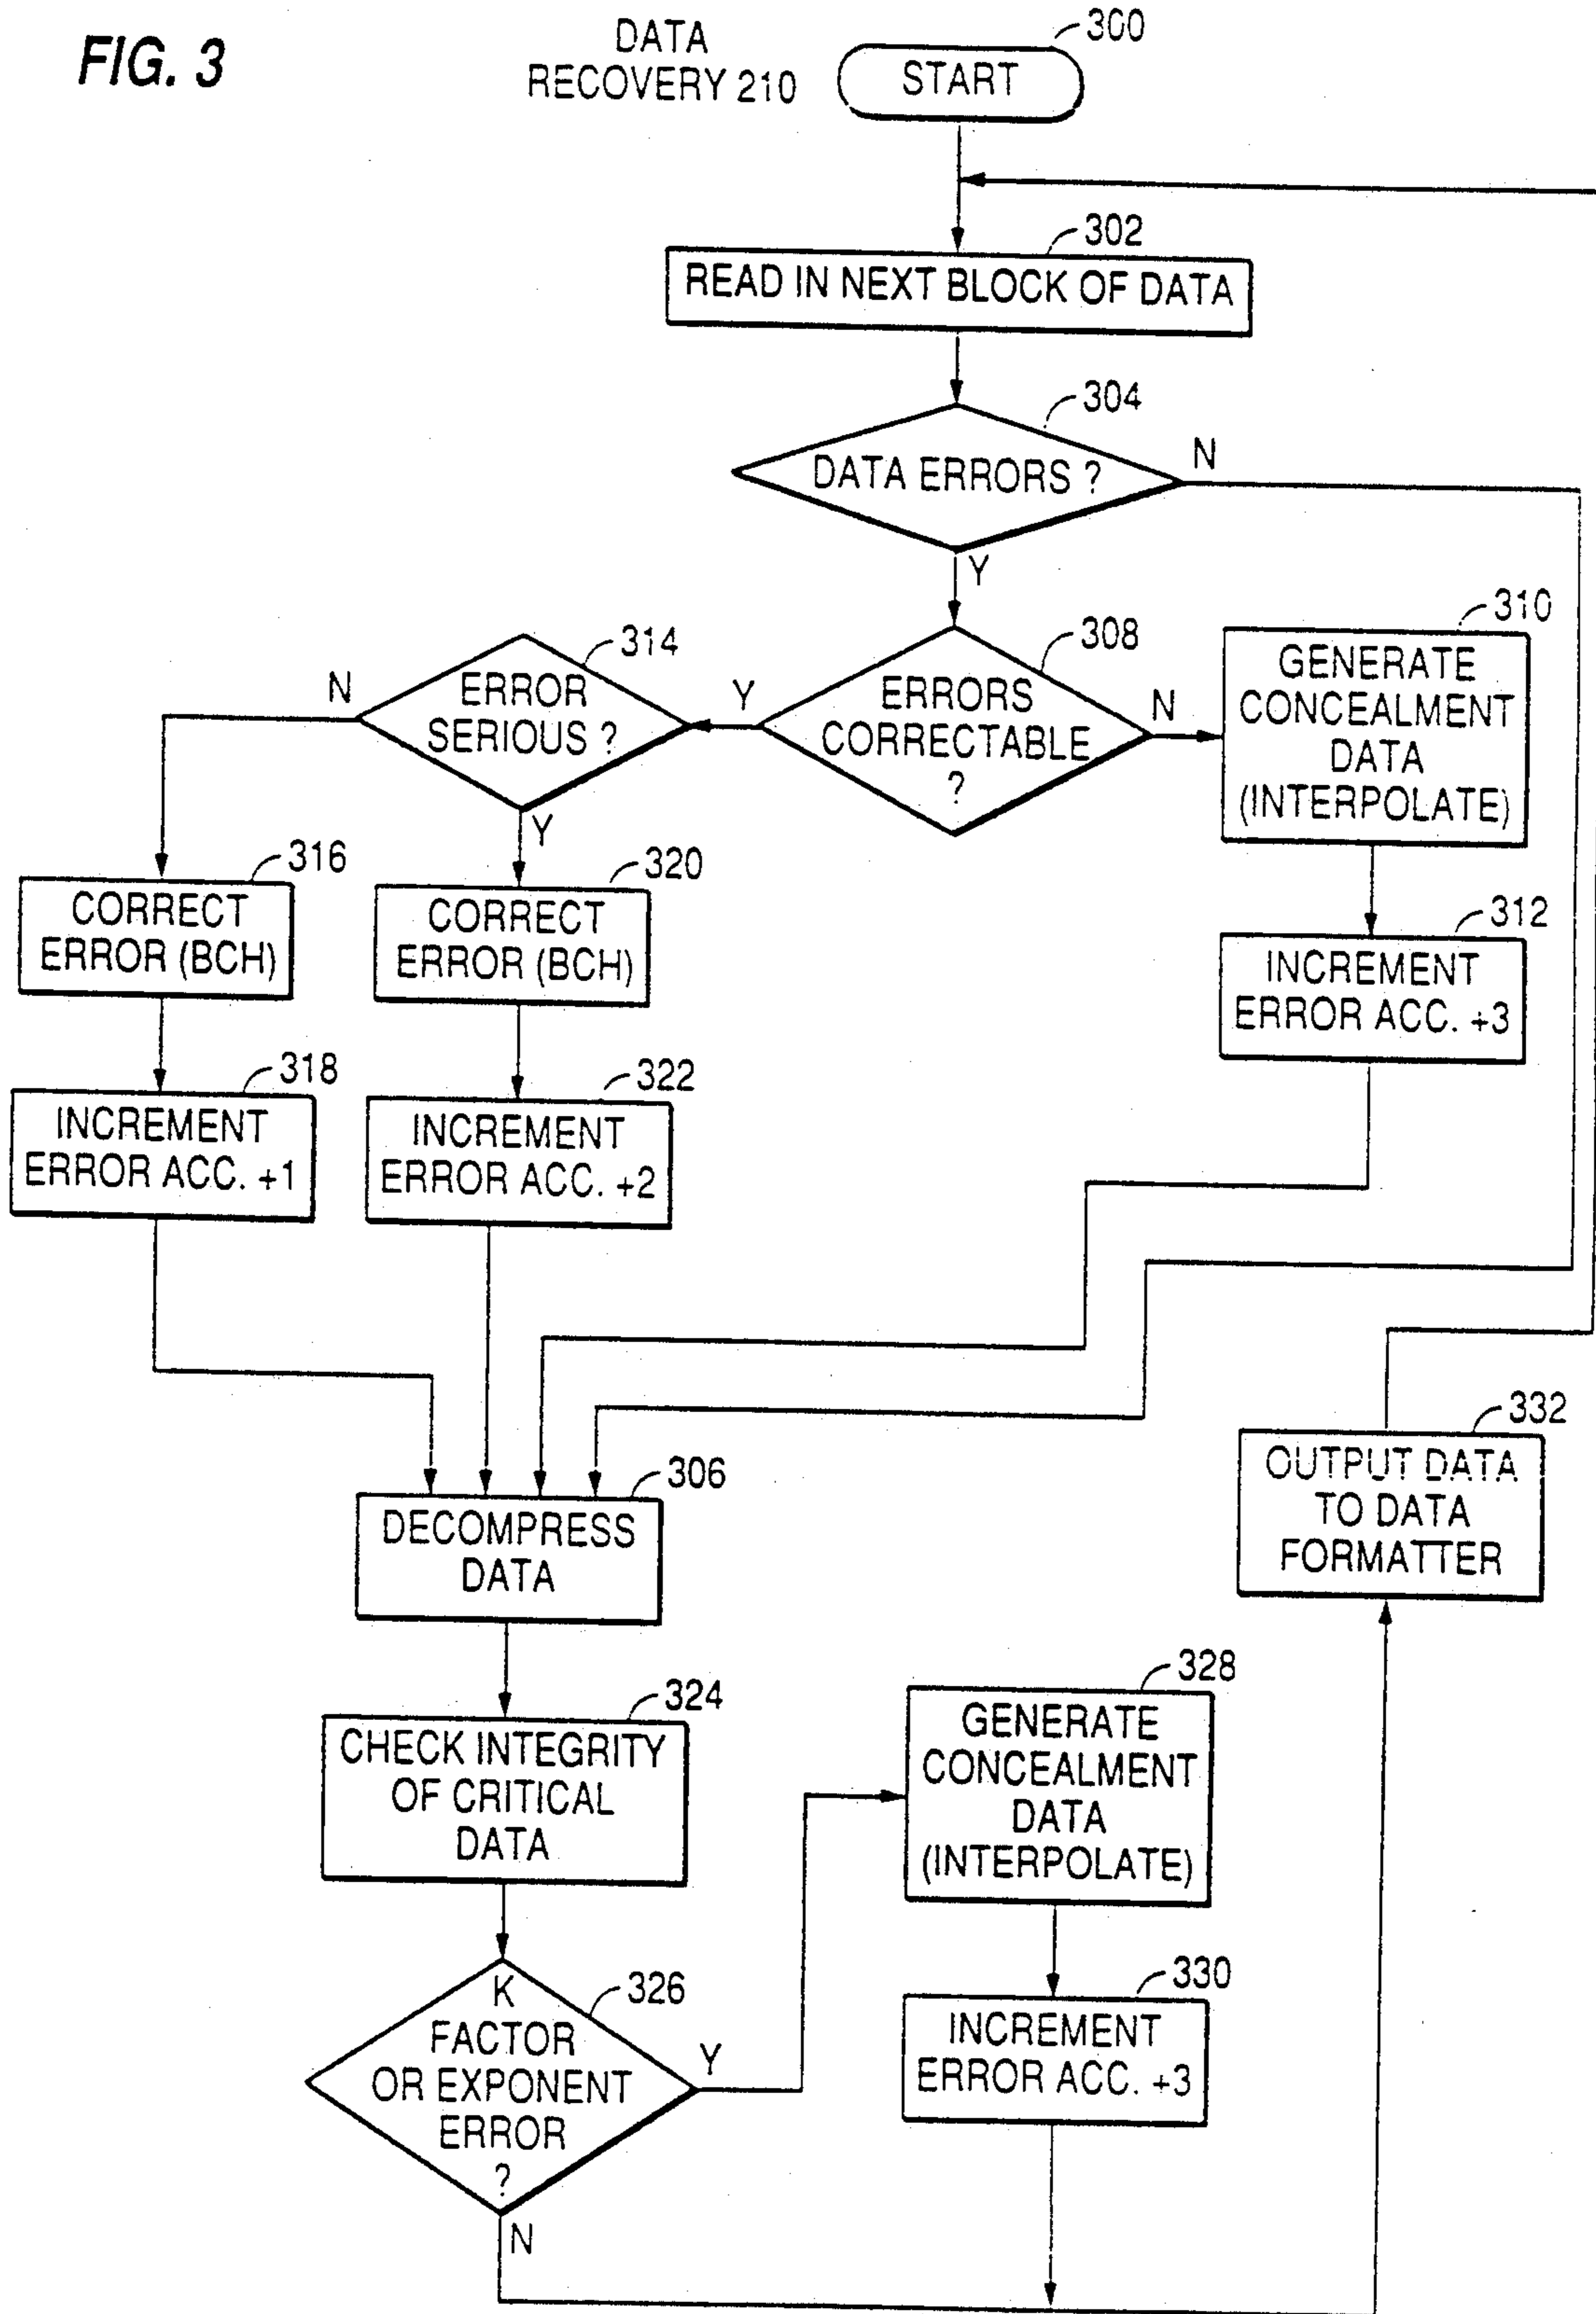 FIG. 3
DATA
RECOVERY 210
300
START
302
READ IN NEXT BLOCK OF DATA
304
DATA ERRORS ?
N
Y
308
ERRORS
CORRECTABLE
?
Y
N
310
GENERATE
CONCEALMENT
DATA
(INTERPOLATE)
312
INCREMENT
ERROR ACC. +3
314
ERROR
SERIOUS ?
N
Y
316
CORRECT
ERROR (BCH)
320
CORRECT
ERROR (BCH)
318
INCREMENT
ERROR ACC. +1
322
INCREMENT
ERROR ACC. +2
306
DECOMPRESS
DATA
332
OUTPUT DATA
TO DATA
FORMATTER
324
CHECK INTEGRITY
OF CRITICAL
DATA
328
GENERATE
CONCEALMENT
DATA
(INTERPOLATE)
326
K
FACTOR
OR EXPONENT
ERROR
?
Y
N
330
INCREMENT
ERROR ACC. +3